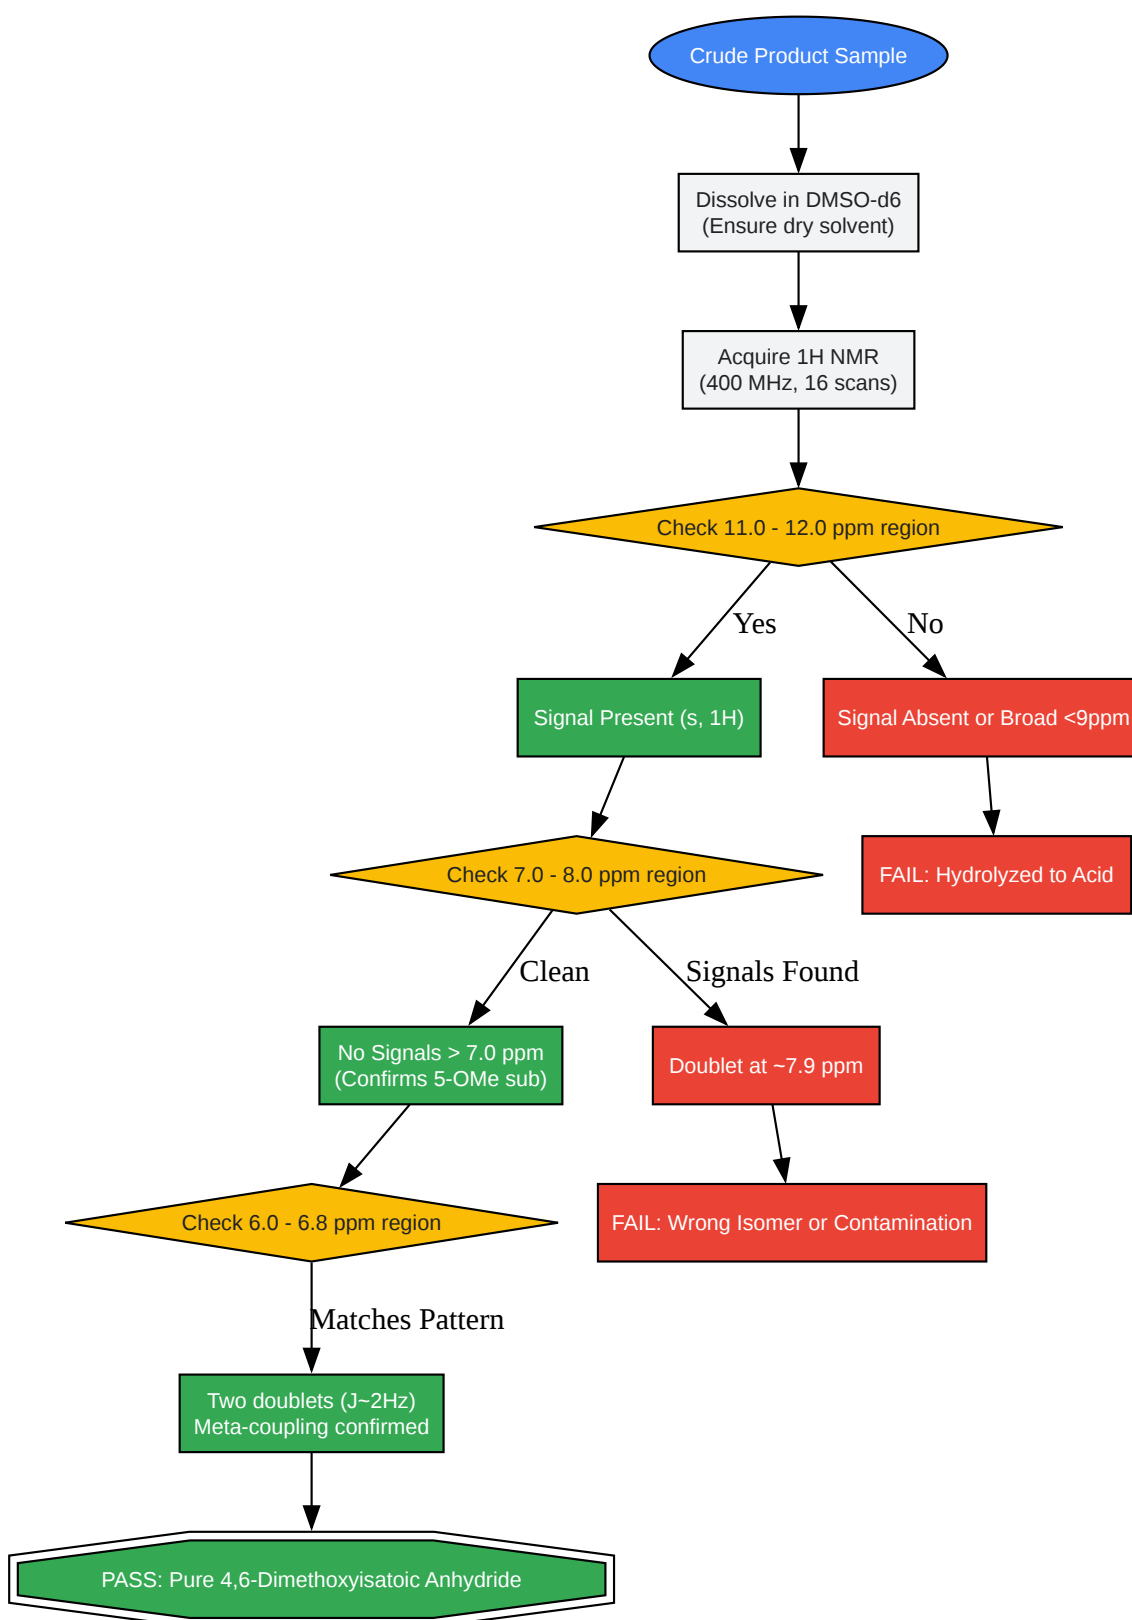 Crude Product Sample
Dissolve in DMSO-d6
(Ensure dry solvent)
Acquire 1H NMR
(400 MHz, 16 scans)
Check 11.0 - 12.0 ppm region
Yes
No
Signal Present (s, 1H)
Signal Absent or Broad <9ppm
Check 7.0 - 8.0 ppm region
FAIL: Hydrolyzed to Acid
Clean
Signals Found
No Signals > 7.0 ppm
(Confirms 5-OMe sub)
Doublet at ~7.9 ppm
Check 6.0 - 6.8 ppm region
FAIL: Wrong Isomer or Contamination
Matches Pattern
Two doublets (J~2Hz)
Meta-coupling confirmed
PASS: Pure 4,6-Dimethoxyisatoic Anhydride